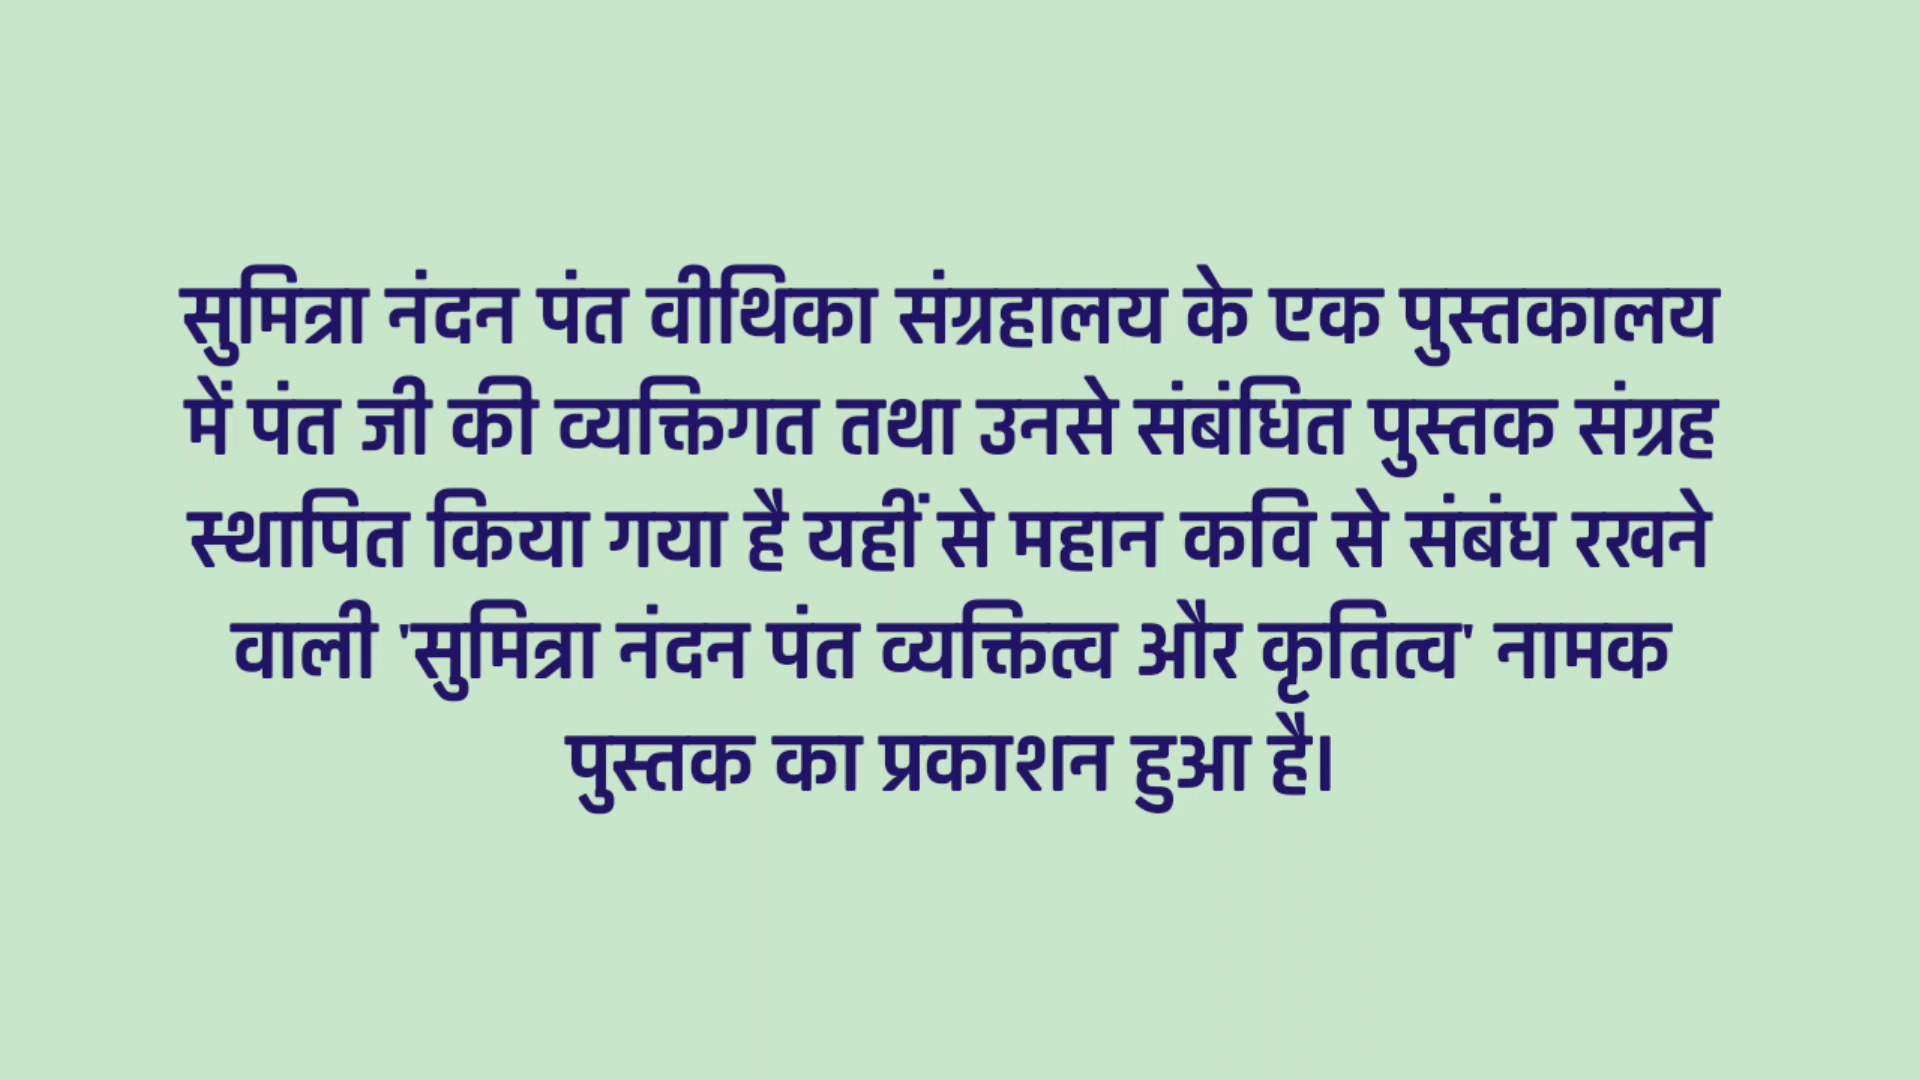 सुमित्रा नंदन पंत वीथिका संग्रहालय के एक पुस्तकालय
में पंत जी की व्यक्तिगत तथा उनसे संबंधित पुस्तक संग्रह
स्थापित किया गया है यहीं से महान कवि से संबंध रखने
वाली 'सुमित्रा नंदन पंत व्यक्तित्व और कृतित्व' नामक
पुस्तक का प्रकाशन हुआ है।